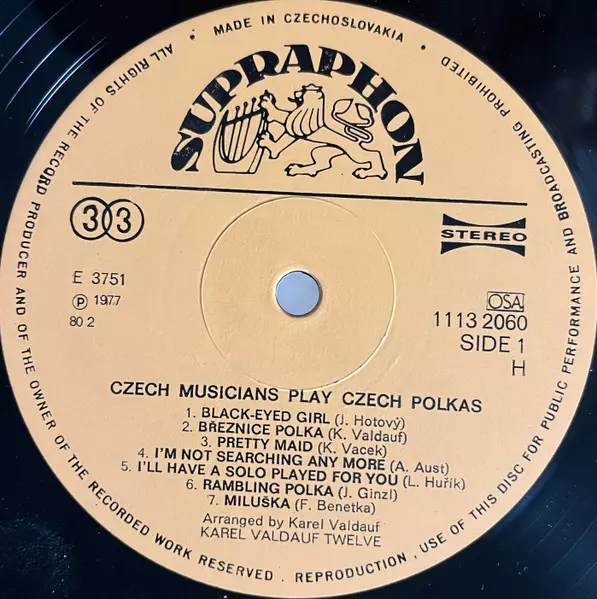 • MADE IN CZECHOSLOVAKIA •
ALL RIGHTS OF THE RECORD PRODUCER AND OF THE OWNER OF THE RECORDED WORK RESERVED . REPRODUCTION , USE OF THIS DISC FOR PUBLIC PERFORMANCE AND BROADCASTING PROHIBITED
SUPRAPHON
33
STEREO
E 3751
Ⓟ 1977
80 2
OSA
1113 2060
SIDE 1
H
CZECH MUSICIANS PLAY CZECH POLKAS
1. BLACK-EYED GIRL (J. Hotový)
2. BŘEZNICE POLKA (K. Valdauf)
3. PRETTY MAID (K. Vacek)
4. I'M NOT SEARCHING ANY MORE (A. Aust)
5. I'LL HAVE A SOLO PLAYED FOR YOU (L. Huřík)
6. RAMBLING POLKA (J. Ginzl)
7. MILUŠKA (F. Benetka)
Arranged by Karel Valdauf
KAREL VALDAUF TWELVE